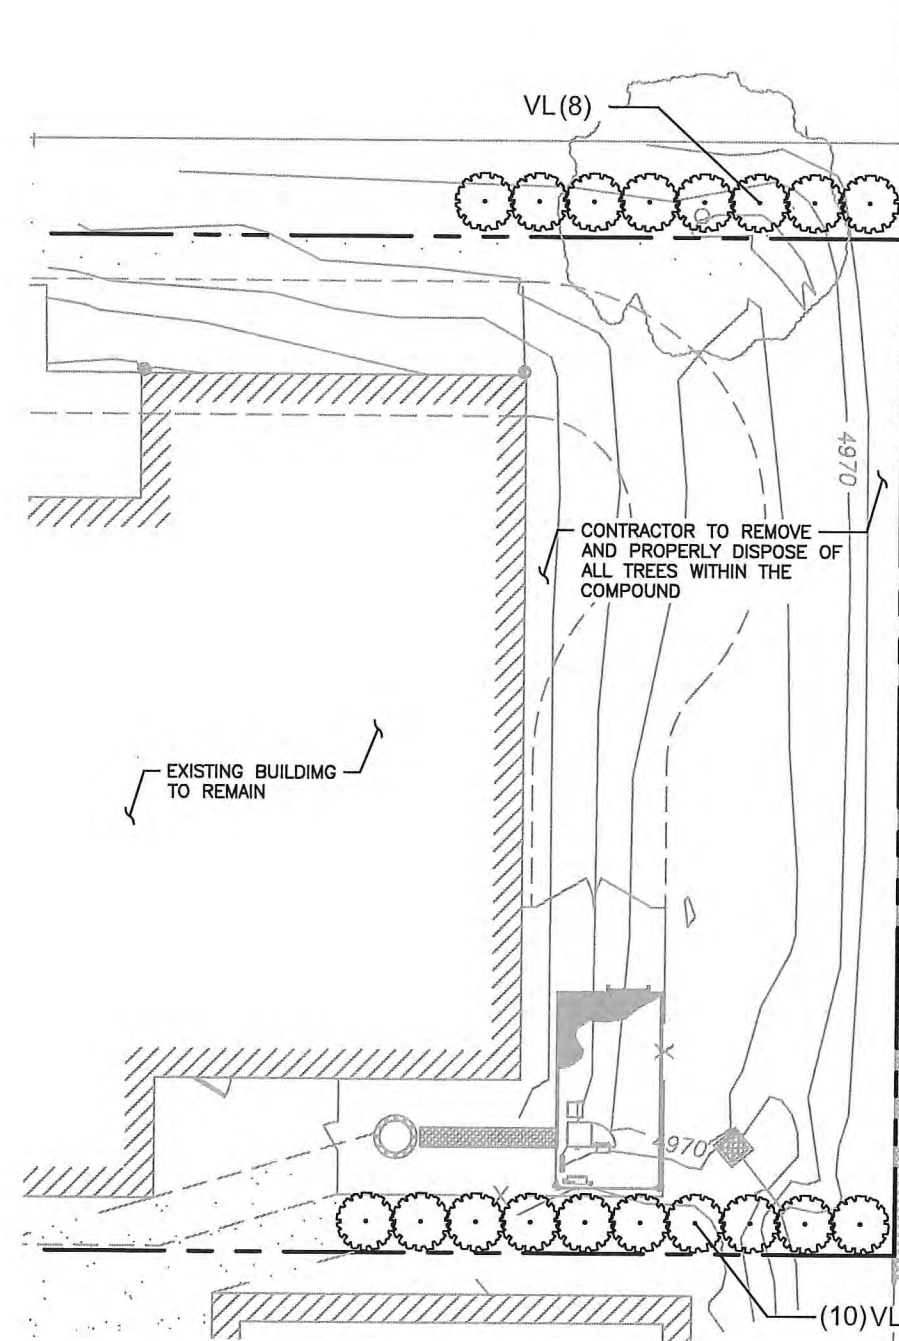 VL(8)
4970
CONTRACTOR TO REMOVE
AND PROPERLY DISPOSE OF
ALL TREES WITHIN THE
COMPOUND
EXISTING BUILDIMG
TO REMAIN
4970
(10)VL